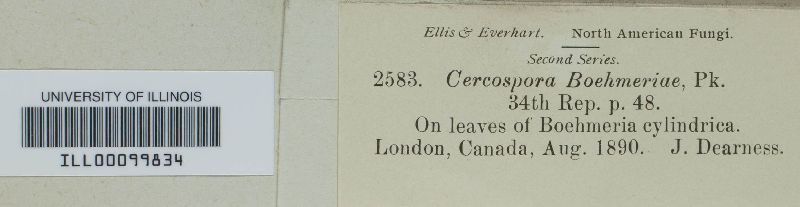 UNIVERSITY OF ILLINOIS
ILL00099834
Ellis & Everhart. North American Fungi.
Second Series.
2583. Cercospora Boehmeriae, Pk.
34th Rep. p. 48.
On leaves of Boehmeria cylindrica.
London, Canada, Aug. 1890. J. Dearness.